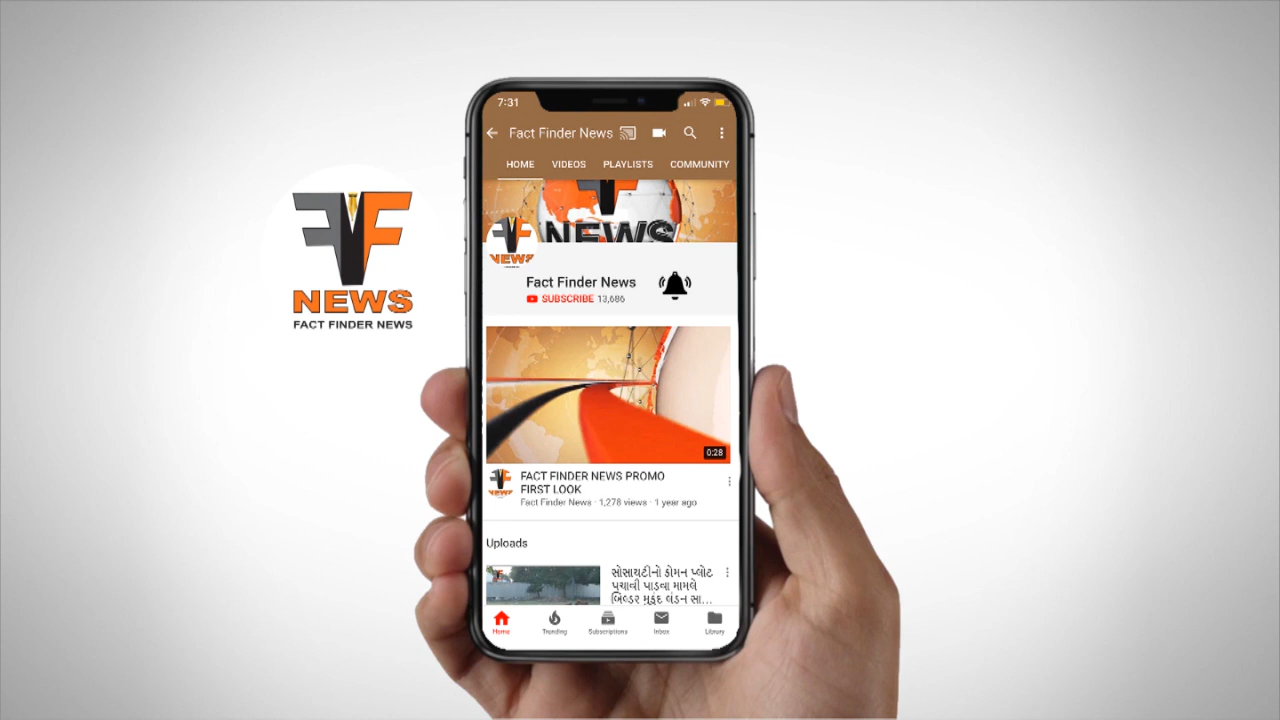 7:31
Fact Finder News
HOME VIDEOS PLAYLISTS COMMUNITY
NEWS
NEWS
FACT FINDER NEWS
NEWS
Fact Finder News
SUBSCRIBE 13,686
0:28
FACT FINDER NEWS PROMO
FIRST LOOK
Fact Finder News · 1,278 views · 1 year ago
Uploads
સોસાયટીનો કોમન પ્લોટ
પચાવી પાડવા મામલે
બિલ્ડર મુકુંદ લંડન સા...
Home Trending Subscriptions Inbox Library